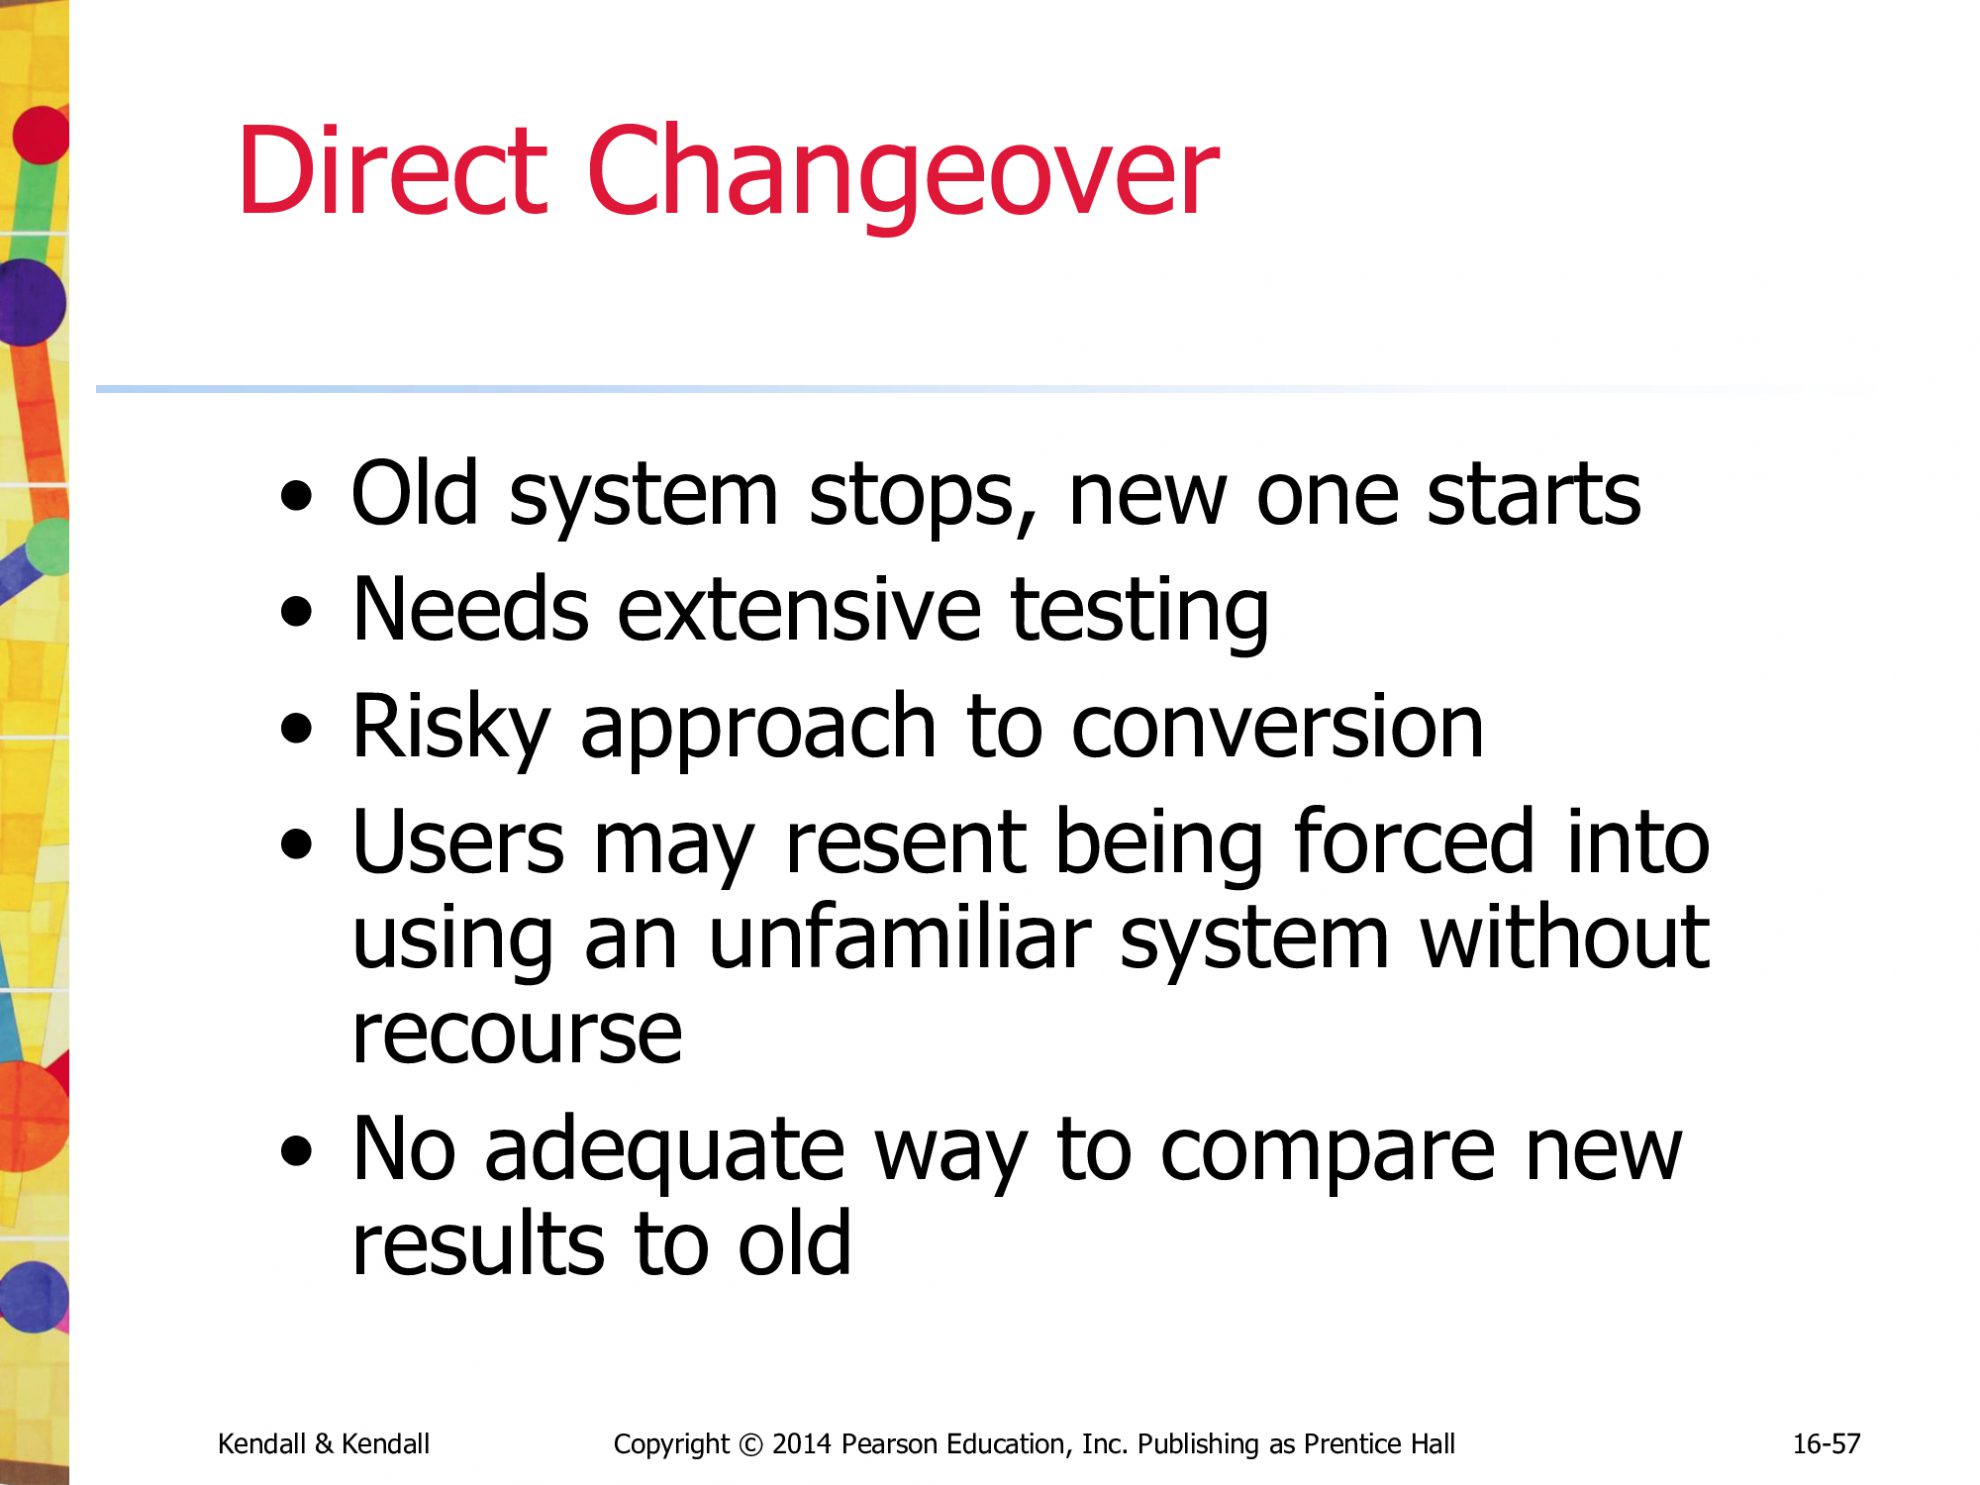 Direct Changeover
• Old system stops, new one starts
• Needs extensive testing
• Risky approach to conversion
• Users may resent being forced into
using an unfamiliar system without
recourse
• No adequate way to compare new
results to old
Kendall & Kendall Copyright © 2014 Pearson Education, Inc. Publishing as Prentice Hall 16-57